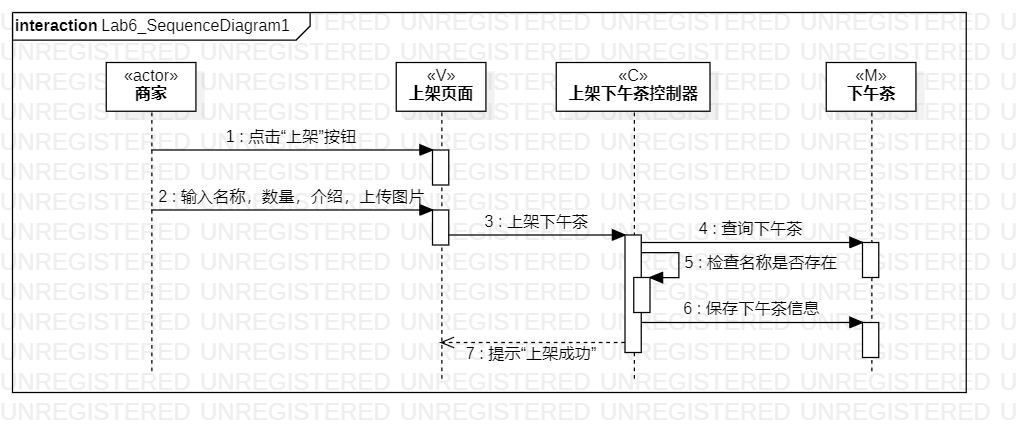 interaction Lab6_SequenceDiagram1
«actor»
商家
«V»
上架页面
«C»
上架下午茶控制器
«M»
下午茶
1 : 点击“上架”按钮
2 : 输入名称，数量，介绍，上传图片
3 : 上架下午茶
4 : 查询下午茶
5 : 检查名称是否存在
6 : 保存下午茶信息
7 : 提示“上架成功”
UNREGISTERED UNREGISTERED UNREGISTERED UNREGISTERED UNREGISTERED UNREGISTERED